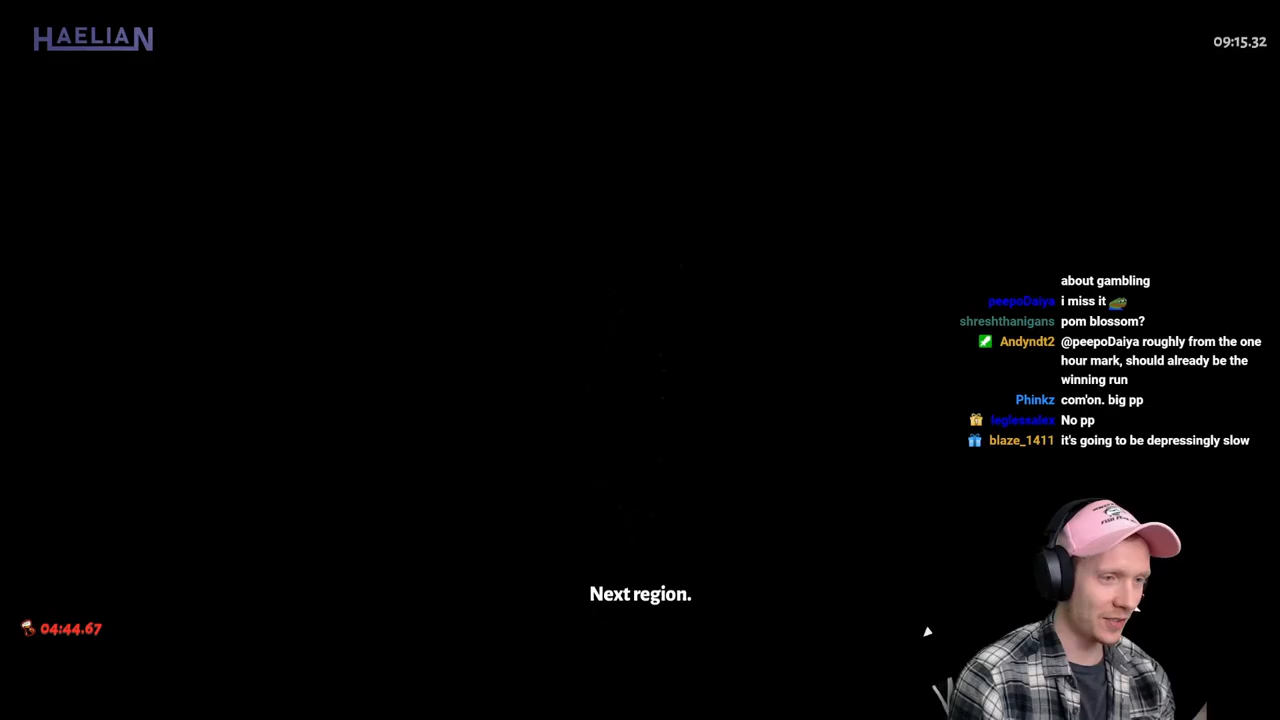 HAELIAN
09:15.32
about gambling
peepoDaiya i miss it
shreshthanigans pom blossom?
Andyndt2 @peepoDaiya roughly from the one
hour mark, should already be the
winning run
Phinkz com'on. big pp
leglessalex No pp
blaze_1411 it's going to be depressingly slow
Next region.
04:44.67